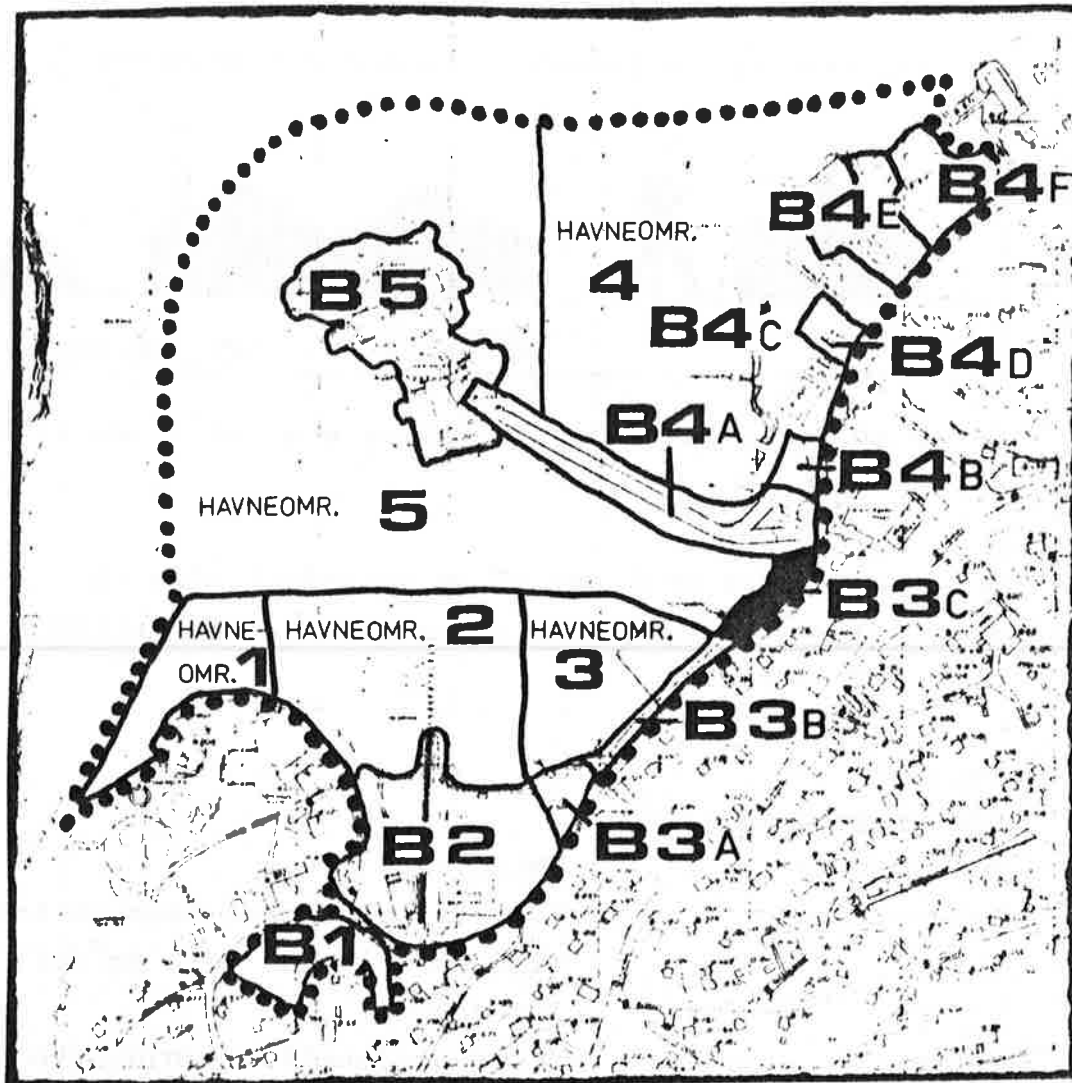 B4F
B4E
HAVNEOMR.
4
B5
B4C
B4D
B4A
B4B
HAVNEOMR. 5
B3C
HAVNE-
OMR. 1
HAVNEOMR. 2
HAVNEOMR.
3
B3B
B2
B3A
B1